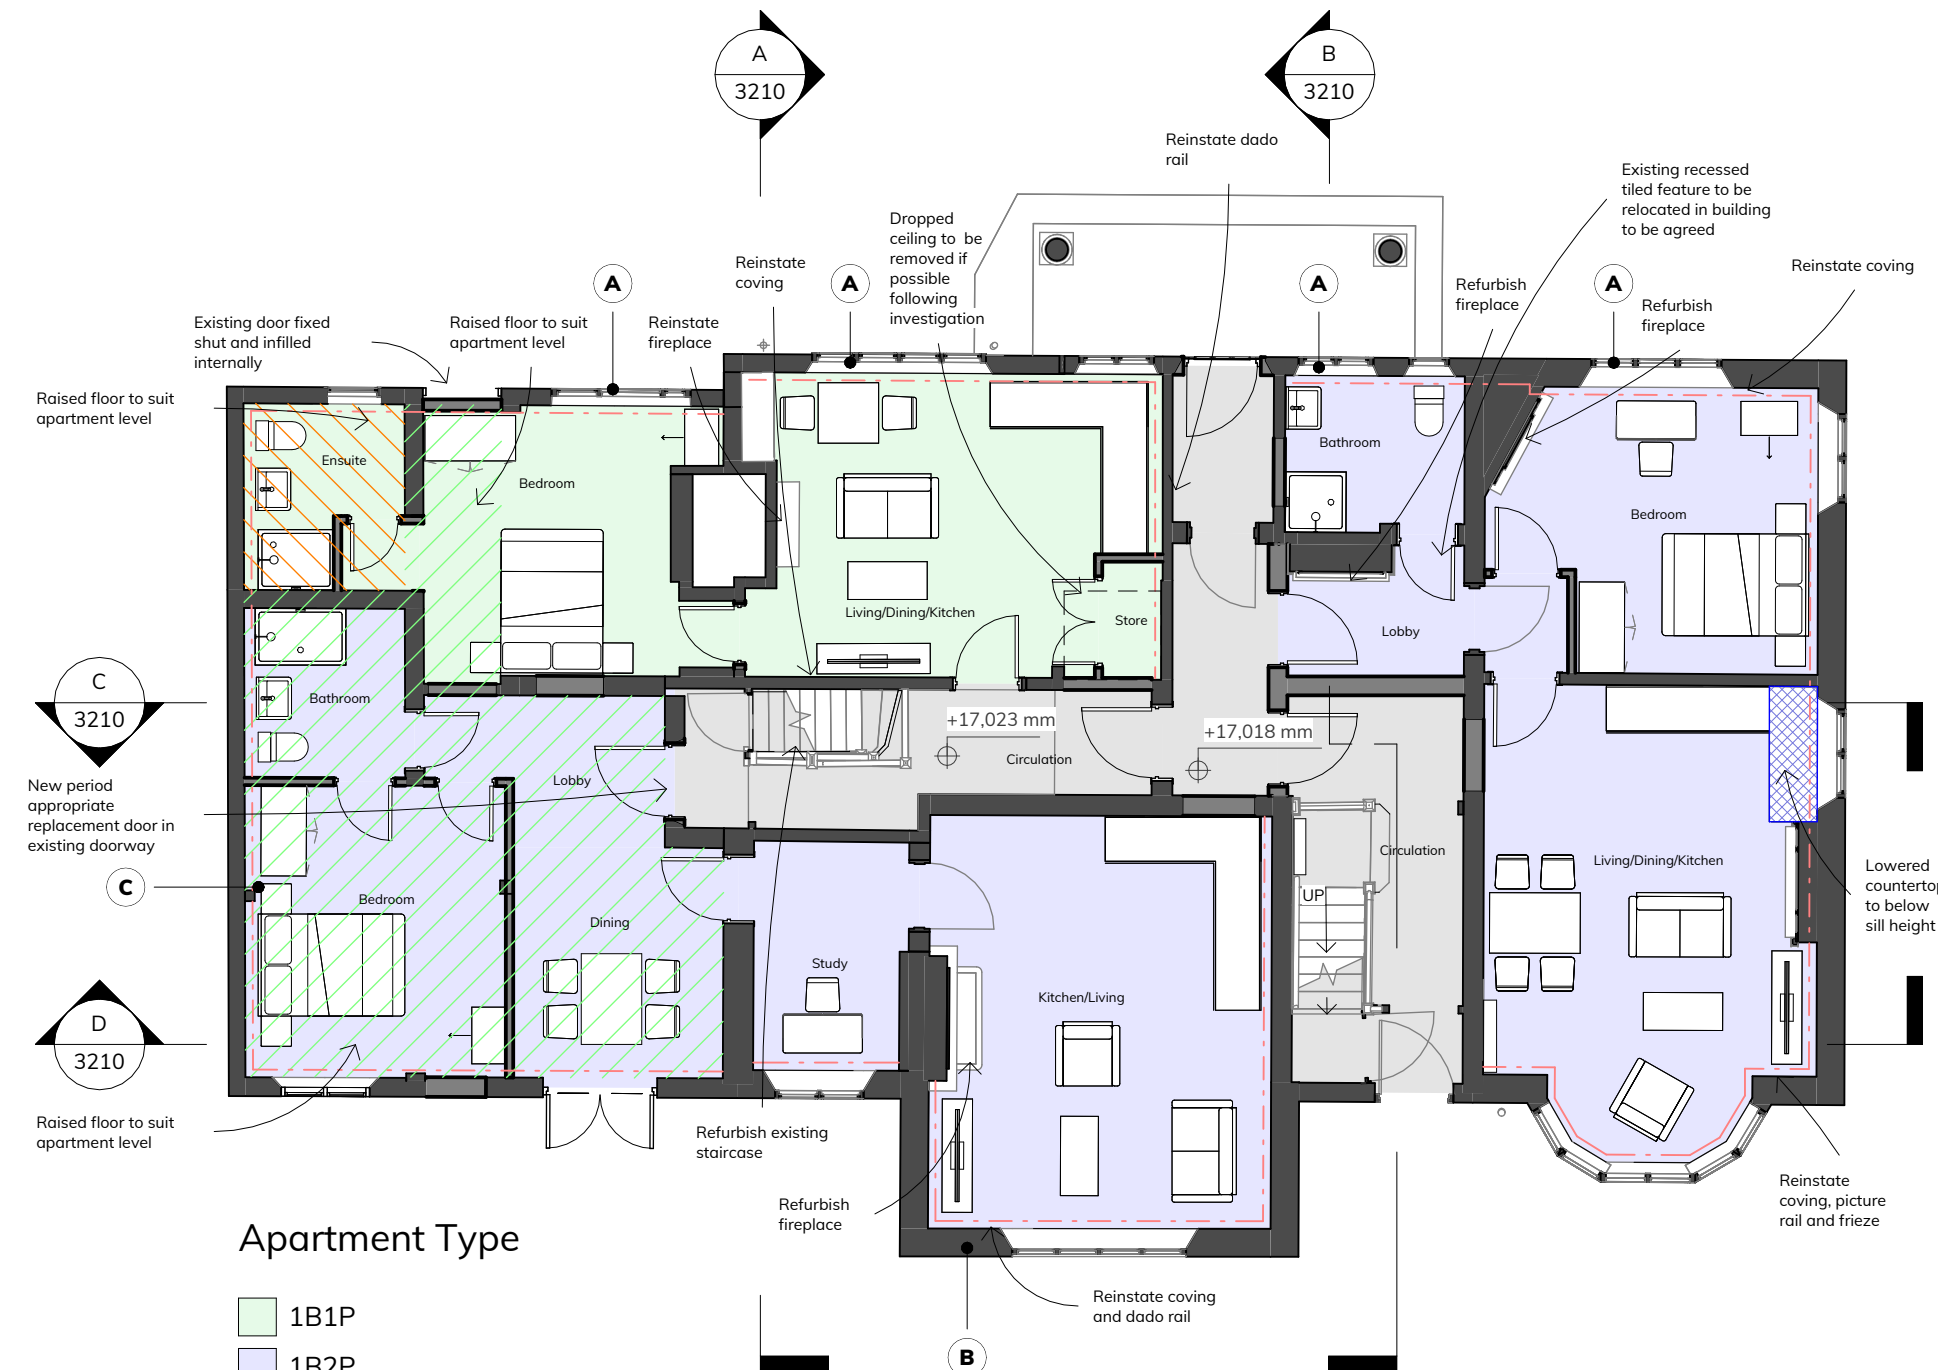 A
3210
B
3210
Reinstate dado
rail
Existing recessed
tiled feature to be
relocated in building
to be agreed
Dropped
ceiling to be
removed if
possible
following
investigation
Reinstate
coving
Reinstate coving
A
A
A
A
Refurbish
fireplace
Refurbish
fireplace
Existing door fixed
shut and infilled
internally
Raised floor to suit
apartment level
Reinstate
fireplace
Raised floor to suit
apartment level
Ensuite
Bedroom
Bathroom
Bedroom
Living/Dining/Kitchen
Store
Lobby
C
3210
Bathroom
+17,023 mm
+17,018 mm
Circulation
Lobby
New period
appropriate
replacement door in
existing doorway
Circulation
Living/Dining/Kitchen
Lowered
counterto
to below
sill height
C
Bedroom
UP
Dining
Study
Kitchen/Living
D
3210
Raised floor to suit
apartment level
Refurbish existing
staircase
Refurbish
fireplace
Reinstate
coving, picture
rail and frieze
Apartment Type
Reinstate coving
and dado rail
1B1P
B
1B2P